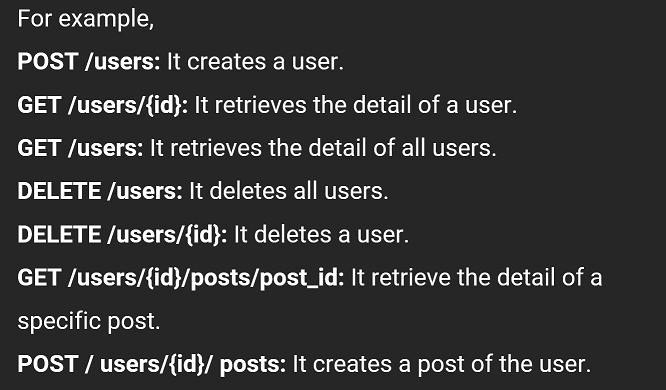 For example,
POST /users: It creates a user.
GET /users/{id}: It retrieves the detail of a user.
GET /users: It retrieves the detail of all users.
DELETE /users: It deletes all users.
DELETE /users/{id}: It deletes a user.
GET /users/{id}/posts/post_id: It retrieve the detail of a
specific post.
POST / users/{id}/ posts: It creates a post of the user.